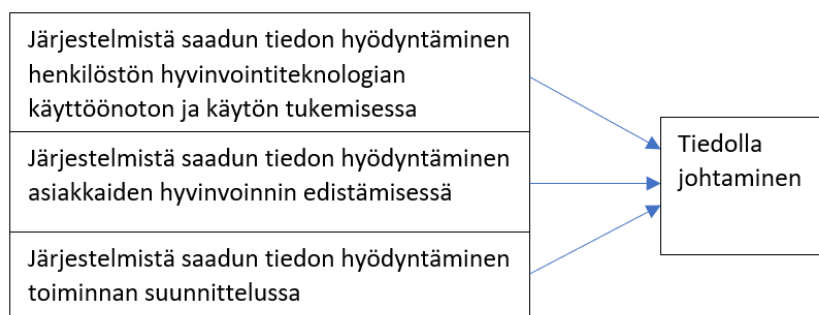 Järjestelmistä saadun tiedon hyödyntäminen
henkilöstön hyvinvointiteknologian
käyttöönoton ja käytön tukemisessa
Järjestelmistä saadun tiedon hyödyntäminen
asiakkaiden hyvinvoinnin edistämisessä
Järjestelmistä saadun tiedon hyödyntäminen
toiminnan suunnittelussa
Tiedolla
johtaminen